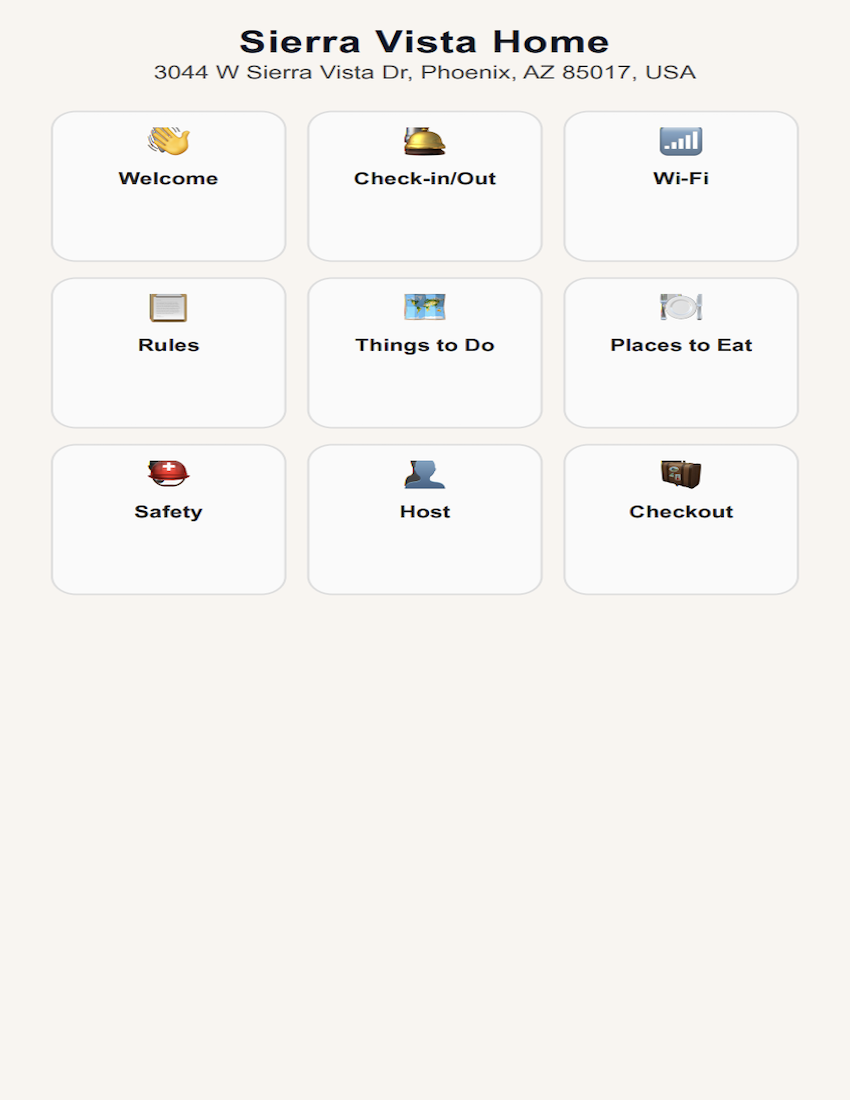 Sierra Vista Home
3044 W Sierra Vista Dr, Phoenix, AZ 85017, USA
Welcome
Check-in/Out
Wi-Fi
Rules
Things to Do
Places to Eat
Safety
Host
Checkout